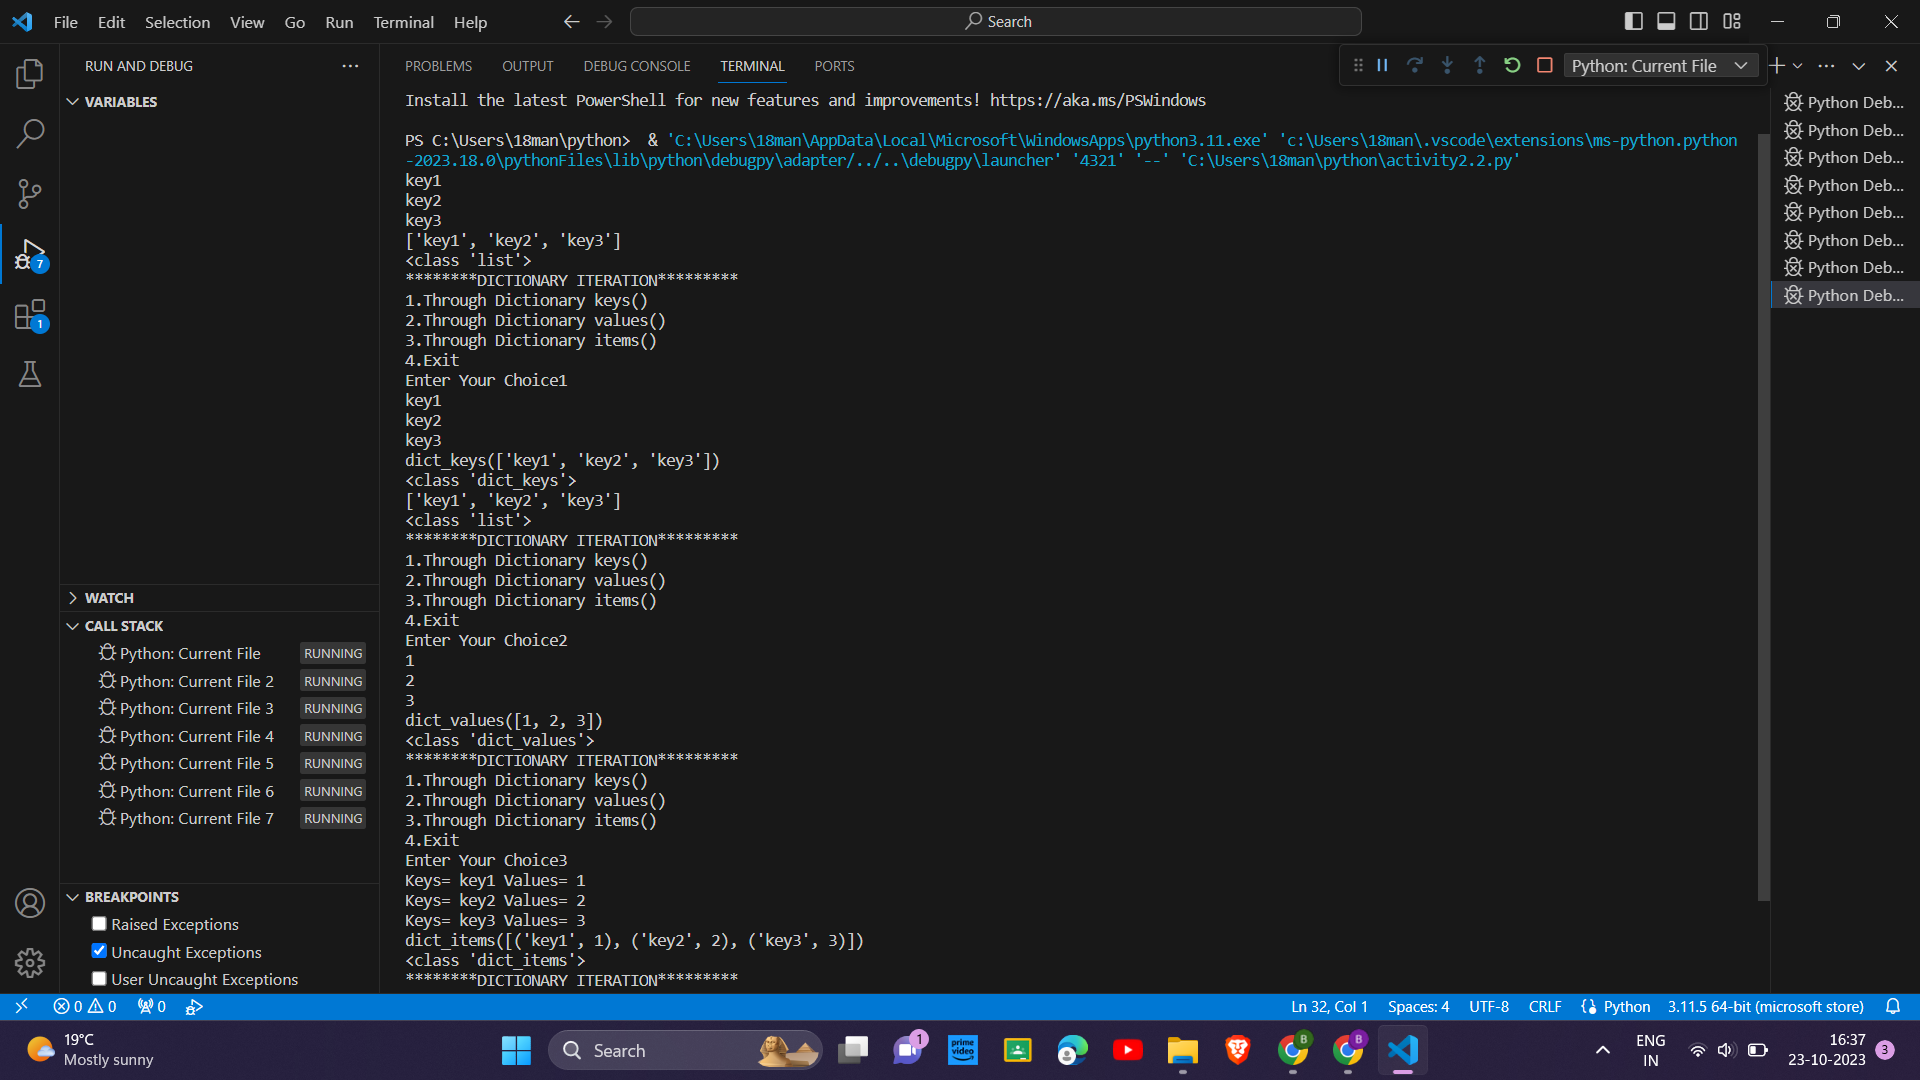 File Edit Selection View Go Run Terminal Help
Search
RUN AND DEBUG
VARIABLES
WATCH
CALL STACK
Python: Current File RUNNING
Python: Current File 2 RUNNING
Python: Current File 3 RUNNING
Python: Current File 4 RUNNING
Python: Current File 5 RUNNING
Python: Current File 6 RUNNING
Python: Current File 7 RUNNING
BREAKPOINTS
Raised Exceptions
Uncaught Exceptions
User Uncaught Exceptions
7
1
PROBLEMS OUTPUT DEBUG CONSOLE TERMINAL PORTS
Python: Current File
Install the latest PowerShell for new features and improvements! https://aka.ms/PSWindows
PS C:\Users\18man\python>  & 'C:\Users\18man\AppData\Local\Microsoft\WindowsApps\python3.11.exe' 'c:\Users\18man\.vscode\extensions\ms-python.python
-2023.18.0\pythonFiles\lib\python\debugpy\adapter/../..\debugpy\launcher' '4321' '--' 'C:\Users\18man\python\activity2.2.py'
key1
key2
key3
['key1', 'key2', 'key3']
<class 'list'>
********DICTIONARY ITERATION*********
1.Through Dictionary keys()
2.Through Dictionary values()
3.Through Dictionary items()
4.Exit
Enter Your Choice1
key1
key2
key3
dict_keys(['key1', 'key2', 'key3'])
<class 'dict_keys'>
['key1', 'key2', 'key3']
<class 'list'>
********DICTIONARY ITERATION*********
1.Through Dictionary keys()
2.Through Dictionary values()
3.Through Dictionary items()
4.Exit
Enter Your Choice2
1
2
3
dict_values([1, 2, 3])
<class 'dict_values'>
********DICTIONARY ITERATION*********
1.Through Dictionary keys()
2.Through Dictionary values()
3.Through Dictionary items()
4.Exit
Enter Your Choice3
Keys= key1 Values= 1
Keys= key2 Values= 2
Keys= key3 Values= 3
dict_items([('key1', 1), ('key2', 2), ('key3', 3)])
<class 'dict_items'>
********DICTIONARY ITERATION*********
Python Deb...
Python Deb...
Python Deb...
Python Deb...
Python Deb...
Python Deb...
Python Deb...
Python Deb...
0 0 0 Ln 32, Col 1 Spaces: 4 UTF-8 CRLF Python 3.11.5 64-bit (microsoft store)
19°C
Mostly sunny
Search
1
prime
video
B
B
ENG
IN
16:37
23-10-2023
3